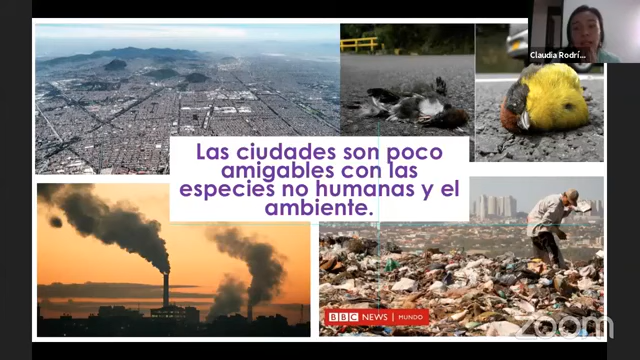 Claudia Rodrí...
Las ciudades son poco
amigables con las
especies no humanas y el
ambiente.
BBC NEWS | MUNDO
zoom